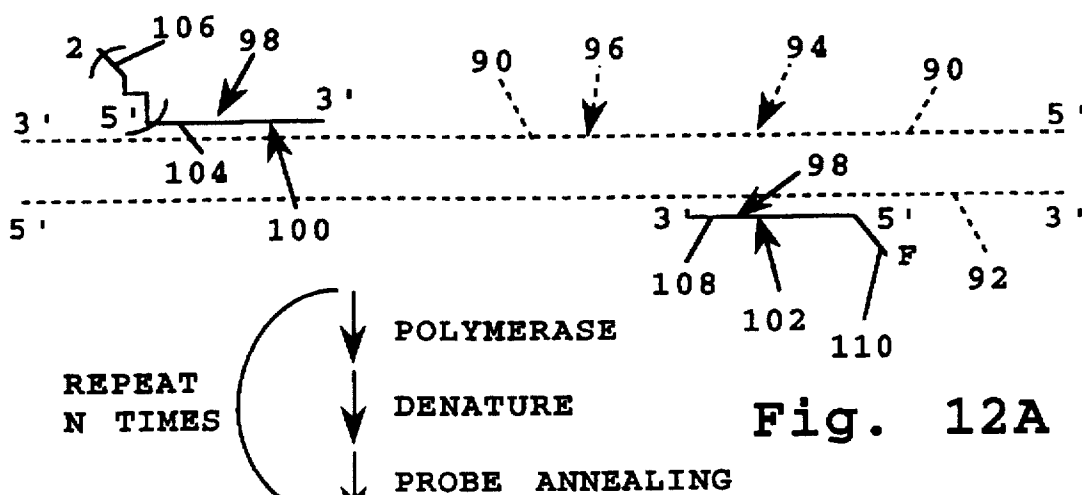 2 106 98 90 96 94 90
3' 5' 3' 5'
104 98
5' 100 3' 5' 3'
F
108 102 110 92
POLYMERASE
REPEAT
N TIMES
DENATURE
Fig. 12A
PROBE ANNEALING